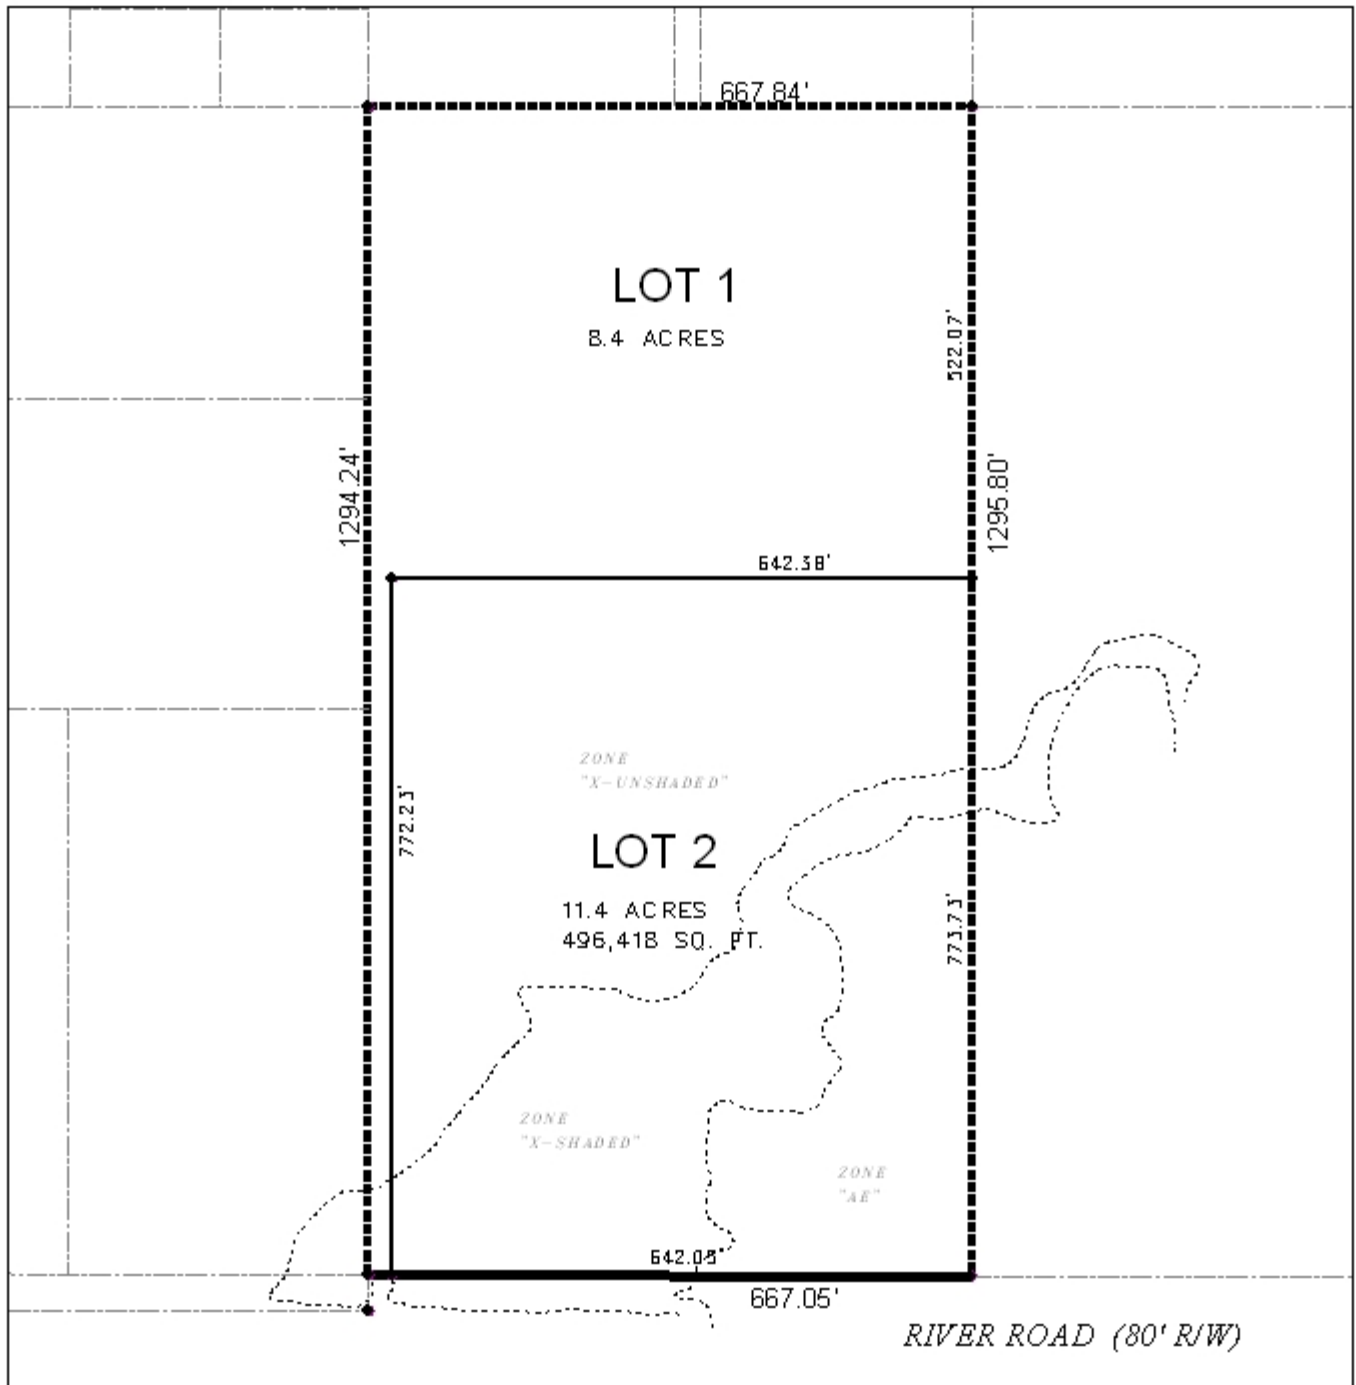 667.84'
LOT 1
8.4 ACRES
522.07'
1294.24'
1295.80'
642.38'
ZONE
"X-UNSHADED"
772.23'
LOT 2
11.4 ACRES
496,418 SQ. FT.
773.73'
ZONE
"X-SHADED"
ZONE
"AE"
642.05'
667.05'
RIVER ROAD (80' R/W)